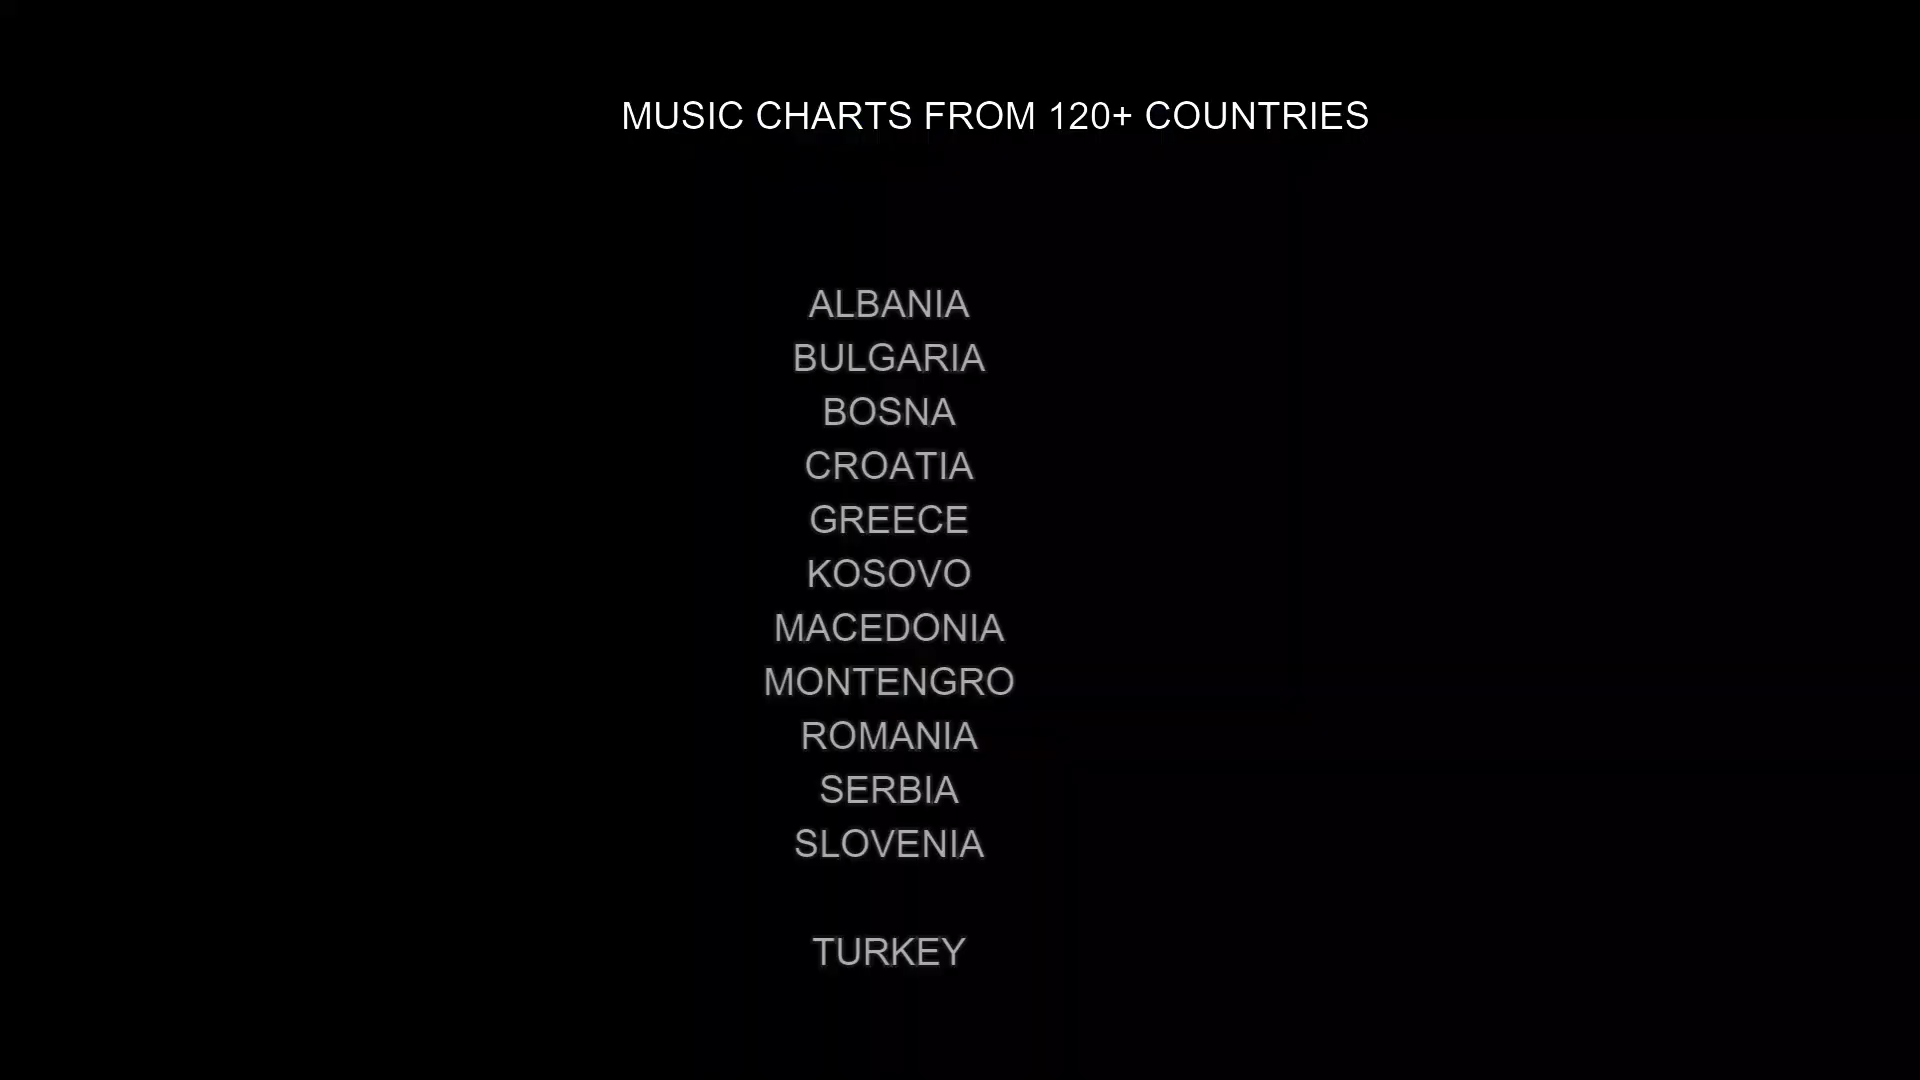 MUSIC CHARTS FROM 120+ COUNTRIES
ALBANIA
BULGARIA
BOSNA
CROATIA
GREECE
KOSOVO
MACEDONIA
MONTENGRO
ROMANIA
SERBIA
SLOVENIA
TURKEY